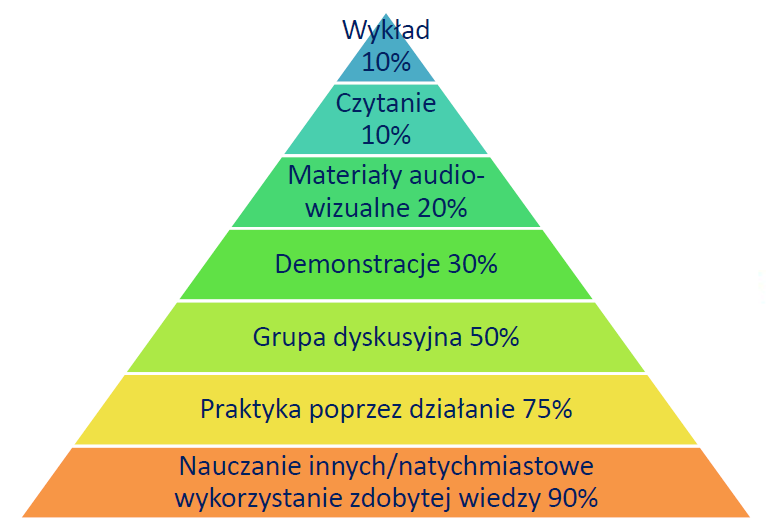 Wykład
10%
Czytanie
10%
Materiały audio-
wizualne 20%
Demonstracje 30%
Grupa dyskusyjna 50%
Praktyka poprzez działanie 75%
Nauczanie innych/natychmiastowe
wykorzystanie zdobytej wiedzy 90%